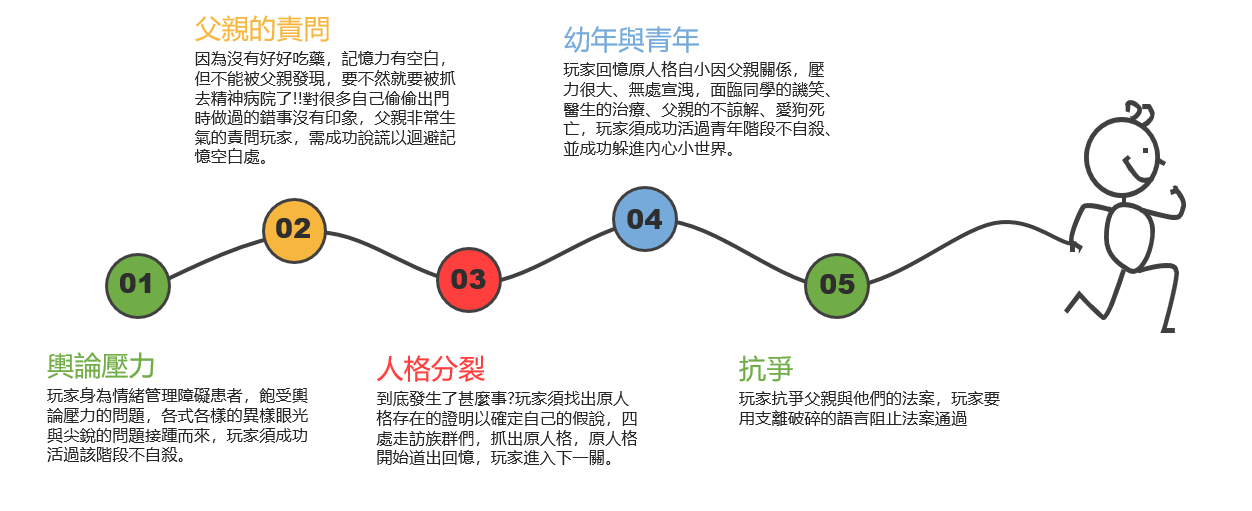 父親的責問
因為沒有好好吃藥，記憶力有空白，
但不能被父親發現，要不然就要被抓
去精神病院了!!對很多自己偷偷出門
時做過的錯事沒有印象，父親非常生
氣的責問玩家，需成功說謊以迴避記
憶空白處。
幼年與青年
玩家回憶原人格自小因父親關係，壓
力很大、無處宣洩，面臨同學的譏笑、
醫生的治療、父親的不諒解、愛狗死
亡，玩家須成功活過青年階段不自殺、
並成功躲進內心小世界。
01
02
03
04
05
輿論壓力
玩家身為情緒管理障礙患者，飽受輿
論壓力的問題，各式各樣的異樣眼光
與尖銳的問題接踵而來，玩家須成功
活過該階段不自殺。
人格分裂
到底發生了甚麼事?玩家須找出原人
格存在的證明以確定自己的假說，四
處走訪族群們，抓出原人格，原人格
開始道出回憶，玩家進入下一關。
抗爭
玩家抗爭父親與他們的法案，玩家要
用支離破碎的語言阻止法案通過